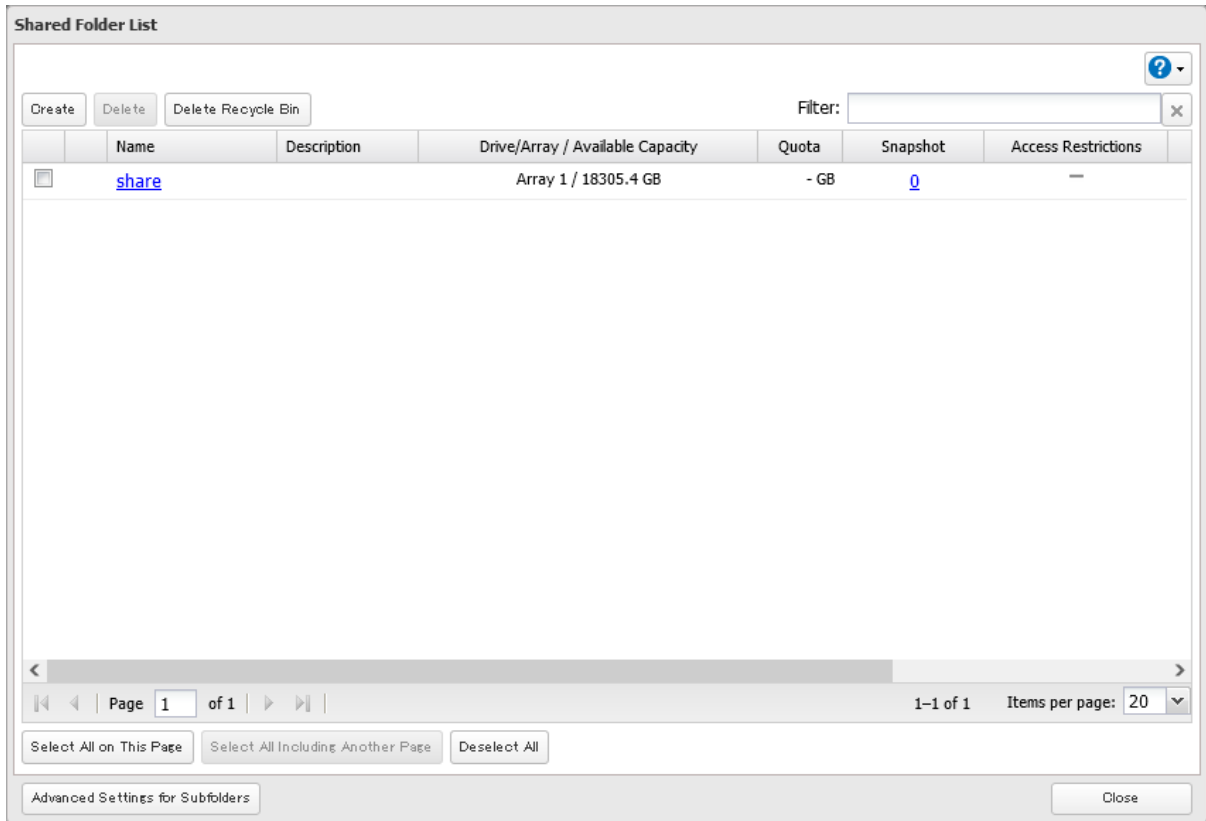 Shared Folder List
?
Create Delete Delete Recycle Bin Filter:
Name Description Drive/Array / Available Capacity Quota Snapshot Access Restrictions
share Array 1 / 18305.4 GB - GB 0 —
Page 1 of 1 1–1 of 1 Items per page: 20
Select All on This Page Select All Including Another Page Deselect All
Advanced Settings for Subfolders Close